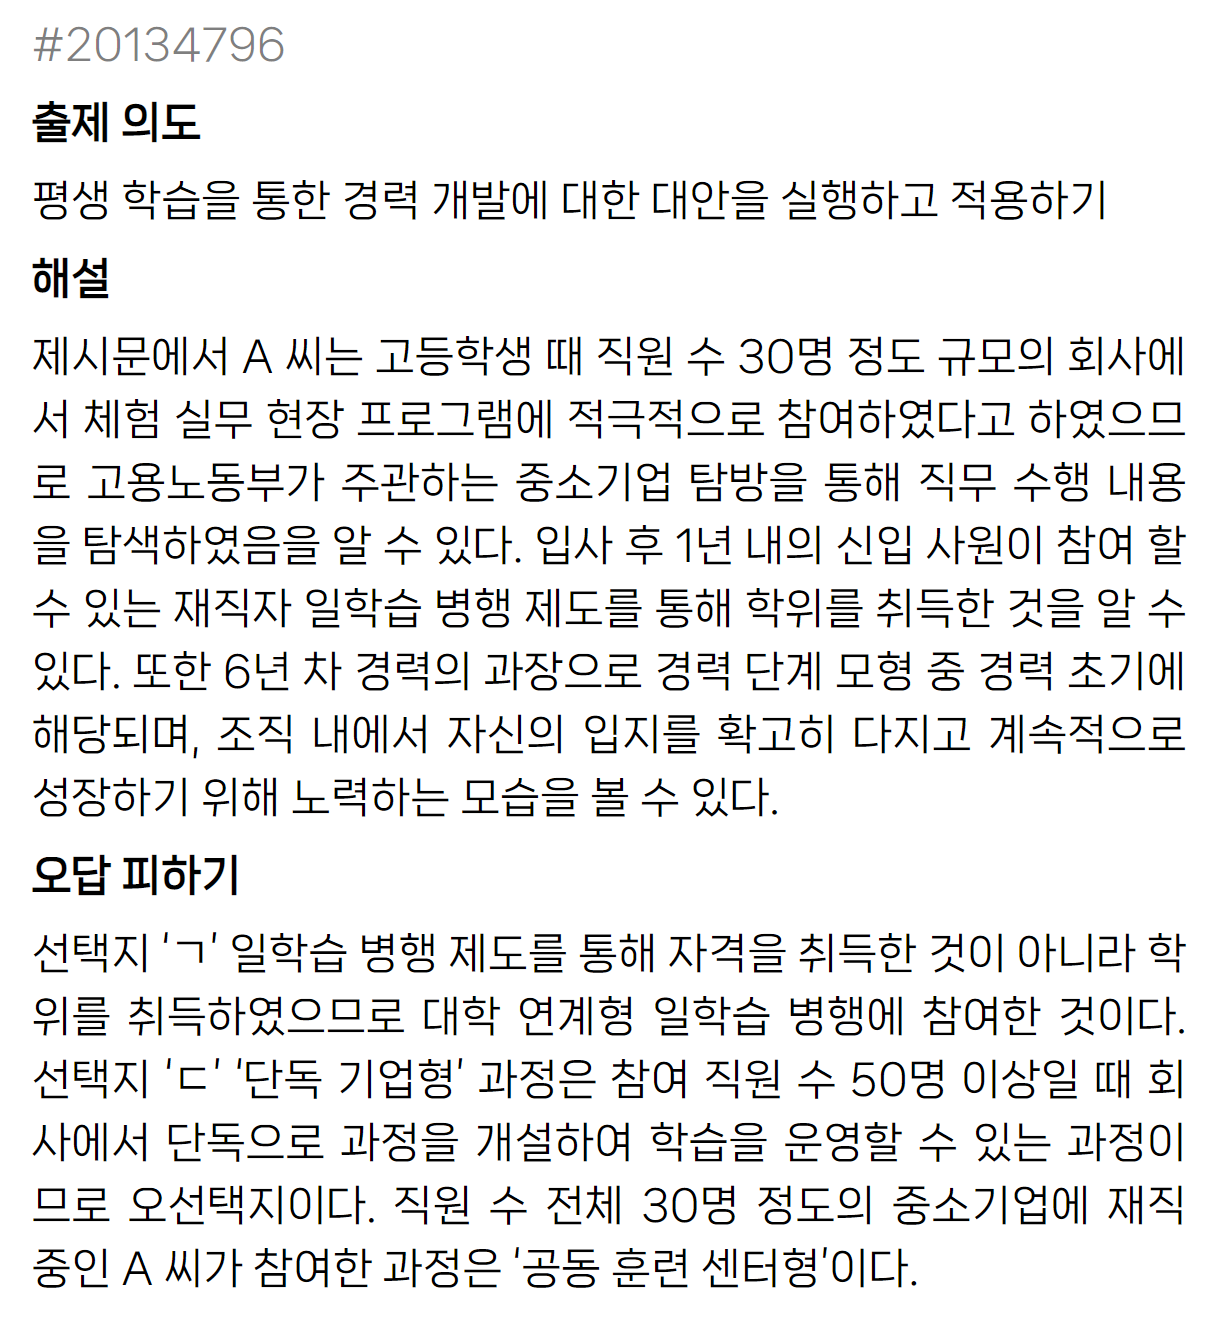 #20134796
출제 의도
평생 학습을 통한 경력 개발에 대한 대안을 실행하고 적용하기
해설
제시문에서 A 씨는 고등학생 때 직원 수 30명 정도 규모의 회사에
서 체험 실무 현장 프로그램에 적극적으로 참여하였다고 하였으므
로 고용노동부가 주관하는 중소기업 탐방을 통해 직무 수행 내용
을 탐색하였음을 알 수 있다. 입사 후 1년 내의 신입 사원이 참여 할
수 있는 재직자 일학습 병행 제도를 통해 학위를 취득한 것을 알 수
있다. 또한 6년 차 경력의 과장으로 경력 단계 모형 중 경력 초기에
해당되며, 조직 내에서 자신의 입지를 확고히 다지고 계속적으로
성장하기 위해 노력하는 모습을 볼 수 있다.
오답 피하기
선택지 ‘ㄱ’ 일학습 병행 제도를 통해 자격을 취득한 것이 아니라 학
위를 취득하였으므로 대학 연계형 일학습 병행에 참여한 것이다.
선택지 ‘ㄷ’ ‘단독 기업형’ 과정은 참여 직원 수 50명 이상일 때 회
사에서 단독으로 과정을 개설하여 학습을 운영할 수 있는 과정이
므로 오선택지이다. 직원 수 전체 30명 정도의 중소기업에 재직
중인 A 씨가 참여한 과정은 ‘공동 훈련 센터형’이다.